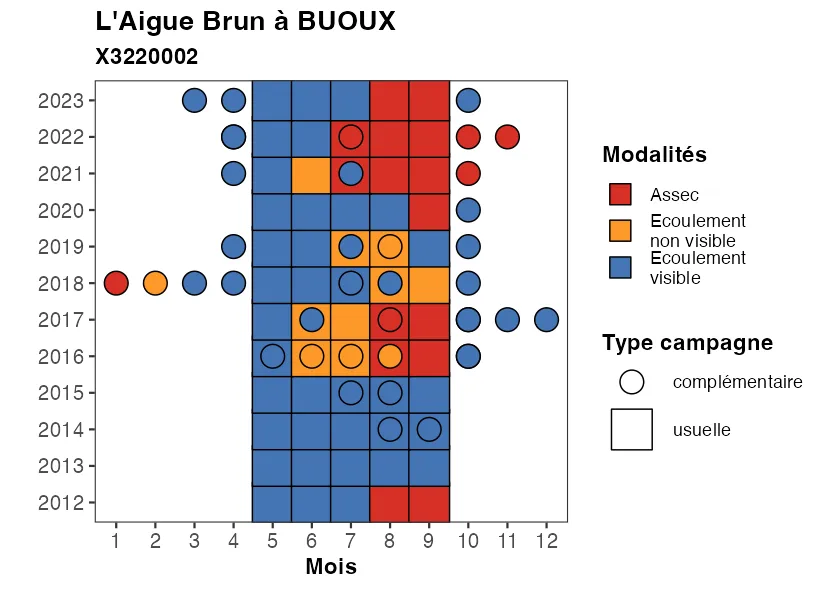 L'Aigue Brun à BUOUX
X3220002
2023
2022
2021
2020
2019
2018
2017
2016
2015
2014
2013
2012
1 2 3 4 5 6 7 8 9 10 11 12
Mois
Modalités
Assec
Ecoulement
non visible
Ecoulement
visible
Type campagne
complémentaire
usuelle